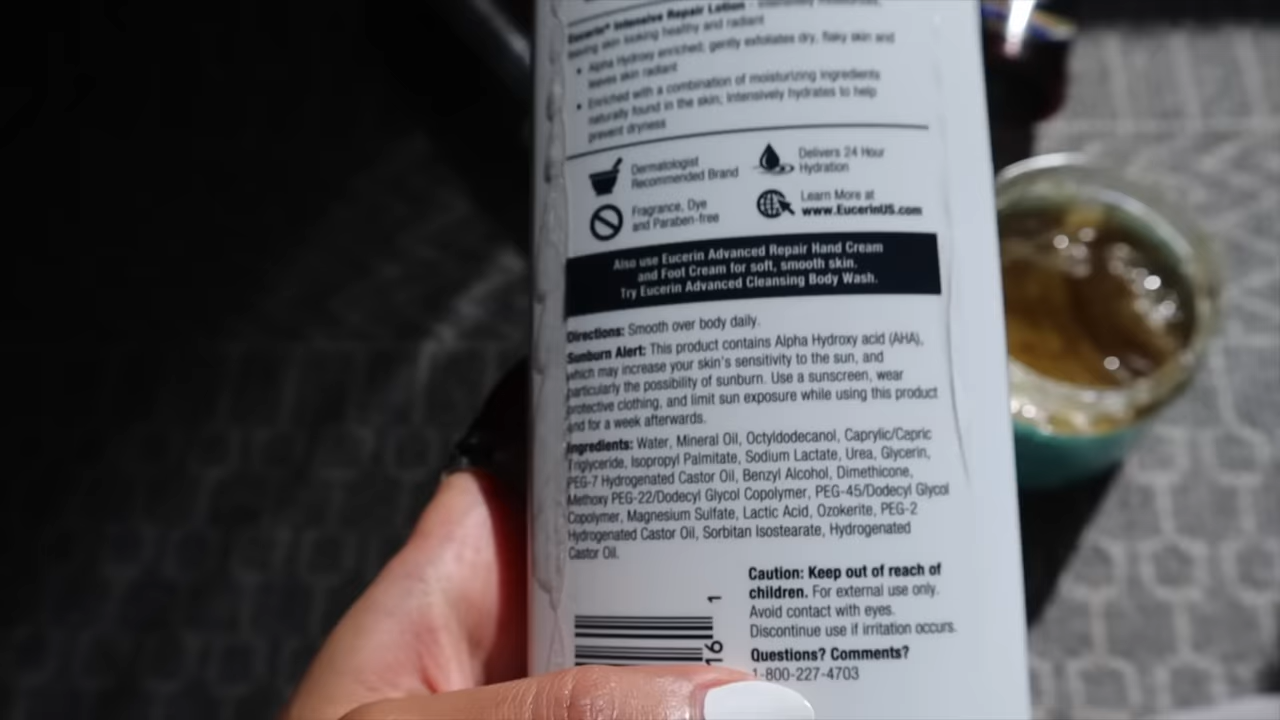 Eucerin® Intensive Repair Lotion - intensively moisturizes,
leaving skin looking healthy and radiant
• Alpha Hydroxy enriched, gently exfoliates dry, flaky skin and
leaves skin radiant
• Enriched with a combination of moisturizing ingredients
naturally found in the skin; intensively hydrates to help
prevent dryness
Dermatologist
Recommended Brand
Delivers 24 Hour
Hydration
Fragrance, Dye
and Paraben-free
Learn More at
www.EucerinUS.com
Also use Eucerin Advanced Repair Hand Cream
and Foot Cream for soft, smooth skin.
Try Eucerin Advanced Cleansing Body Wash.
Directions: Smooth over body daily.
Sunburn Alert: This product contains Alpha Hydroxy acid (AHA),
which may increase your skin's sensitivity to the sun, and
particularly the possibility of sunburn. Use a sunscreen, wear
protective clothing, and limit sun exposure while using this product
and for a week afterwards.
Ingredients: Water, Mineral Oil, Octyldodecanol, Caprylic/Capric
Triglyceride, Isopropyl Palmitate, Sodium Lactate, Urea, Glycerin,
PEG-7 Hydrogenated Castor Oil, Benzyl Alcohol, Dimethicone,
Methoxy PEG-22/Dodecyl Glycol Copolymer, PEG-45/Dodecyl Glycol
Copolymer, Magnesium Sulfate, Lactic Acid, Ozokerite, PEG-2
Hydrogenated Castor Oil, Sorbitan Isostearate, Hydrogenated
Castor Oil.
Caution: Keep out of reach of
children. For external use only.
Avoid contact with eyes.
Discontinue use if irritation occurs.
Questions? Comments?
1-800-227-4703
1
16